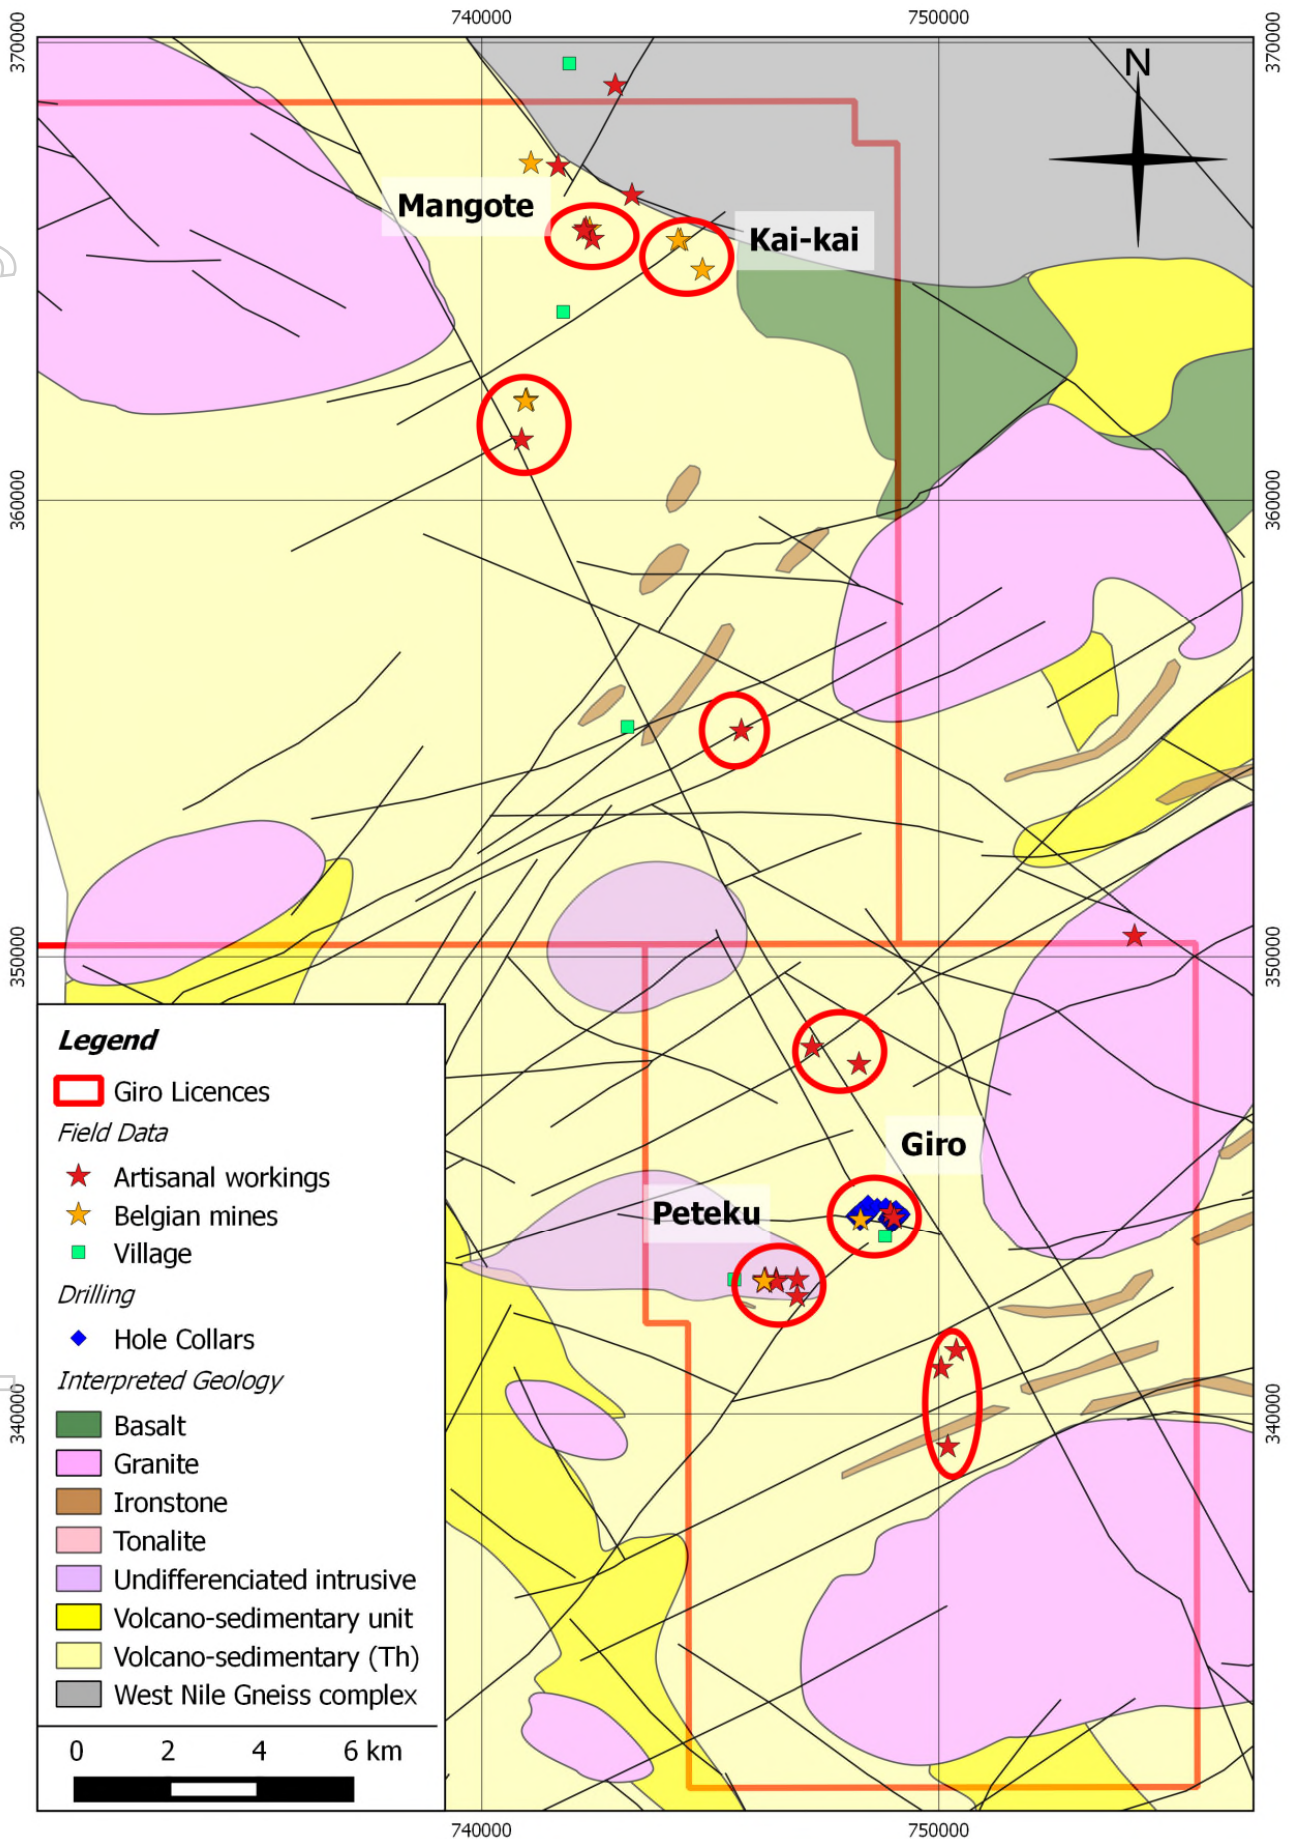 740000 750000
370000 370000
N
Mangote
Kai-kai
360000 360000
350000 350000
Giro
Peteku
340000 340000
Legend
Giro Licences
Field Data
Artisanal workings
Belgian mines
Village
Drilling
Hole Collars
Interpreted Geology
Basalt
Granite
Ironstone
Tonalite
Undifferenciated intrusive
Volcano-sedimentary unit
Volcano-sedimentary (Th)
West Nile Gneiss complex
0 2 4 6 km
740000 750000